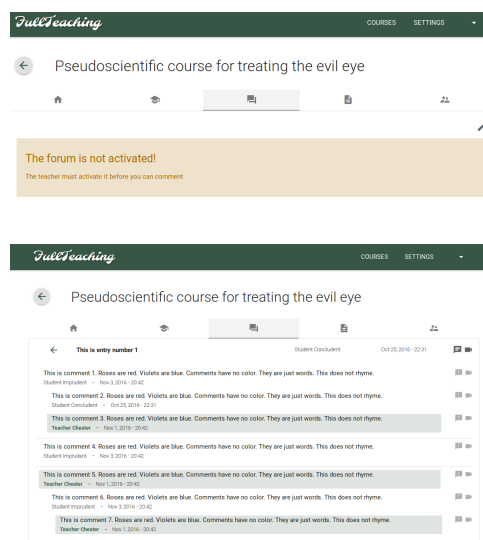 FullTeaching
COURSES SETTINGS
Pseudoscientific course for treating the evil eye
The forum is not activated!
The teacher must activate it before you can comment
FullTeaching
COURSES SETTINGS
Pseudoscientific course for treating the evil eye
This is entry number 1 Student Concludent Oct 25, 2016 - 22:31
This is comment 1. Roses are red. Violets are blue. Comments have no color. They are just words. This does not rhyme.
Student Imprudent - Nov 3, 2016 - 20:42
This is comment 2. Roses are red. Violets are blue. Comments have no color. They are just words. This does not rhyme.
Student Concludent - Oct 25, 2016 - 22:31
This is comment 3. Roses are red. Violets are blue. Comments have no color. They are just words. This does not rhyme.
Teacher Cheater - Nov 1, 2016 - 20:42
This is comment 4. Roses are red. Violets are blue. Comments have no color. They are just words. This does not rhyme.
Student Imprudent - Nov 3, 2016 - 20:42
This is comment 5. Roses are red. Violets are blue. Comments have no color. They are just words. This does not rhyme.
Teacher Cheater - Nov 1, 2016 - 20:42
This is comment 6. Roses are red. Violets are blue. Comments have no color. They are just words. This does not rhyme.
Student Imprudent - Nov 3, 2016 - 20:42
This is comment 7. Roses are red. Violets are blue. Comments have no color. They are just words. This does not rhyme.
Teacher Cheater - Nov 1, 2016 - 20:42